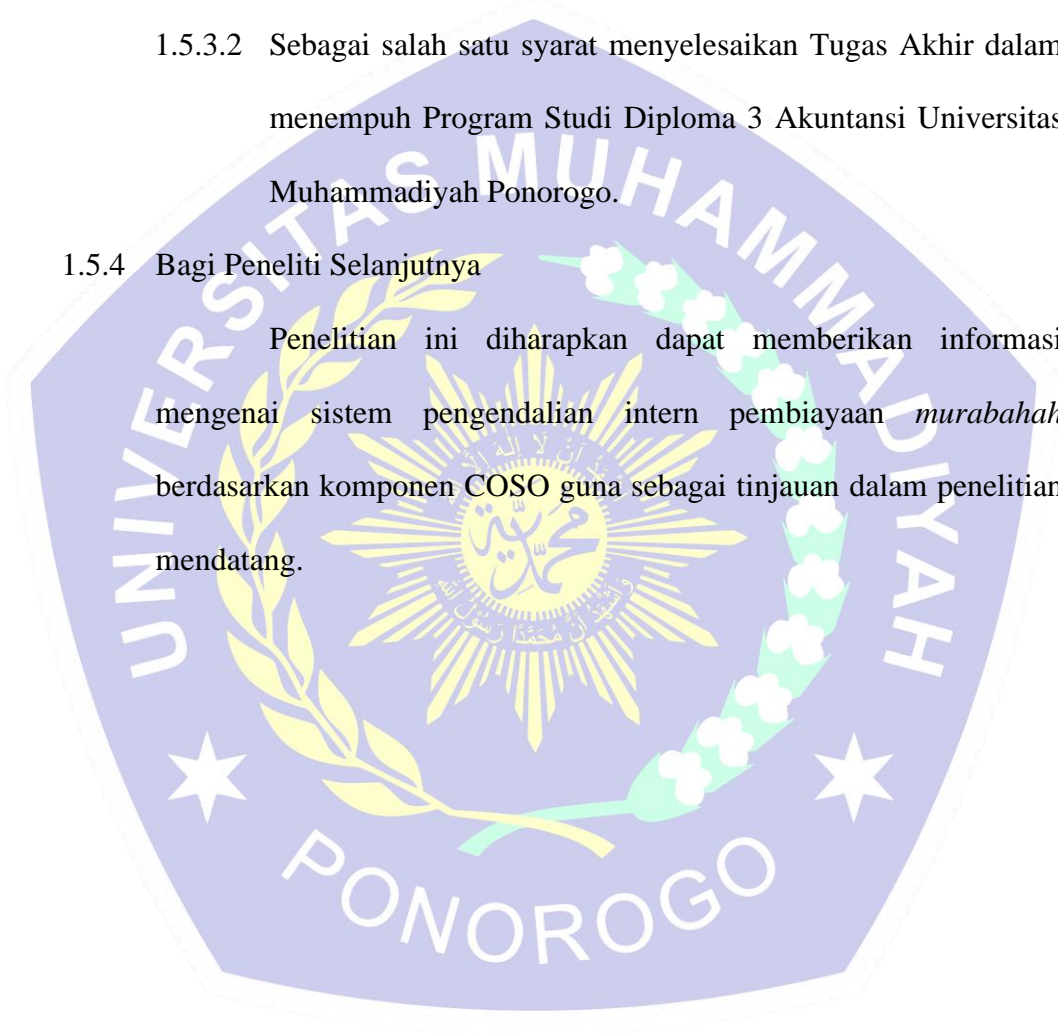 1.5.3.2 Sebagai salah satu syarat menyelesaikan Tugas Akhir dalam
menempuh Program Studi Diploma 3 Akuntansi Universitas
Muhammadiyah Ponorogo.
1.5.4 Bagi Peneliti Selanjutnya
Penelitian ini diharapkan dapat memberikan informasi
mengenai sistem pengendalian intern pembiayaan murabahah
berdasarkan komponen COSO guna sebagai tinjauan dalam penelitian
mendatang.
UNIVERSITAS MUHAMMADIYAH
PONOROGO
محمد